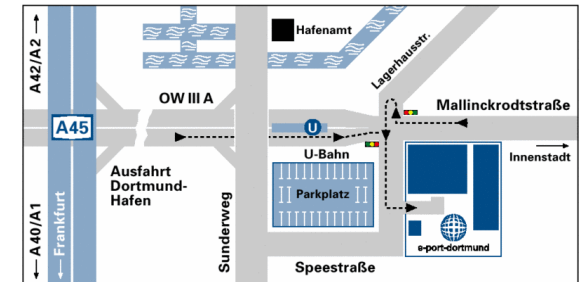 A42/A2
Hafenamt
Lagerhausstr.
OW III A
Mallinckrodtstraße
A45
U
U-Bahn
Innenstadt
Ausfahrt
Dortmund-
Hafen
Parkplatz
Sunderweg
Frankfurt
A40/A1
e-port-dortmund
Speestraße